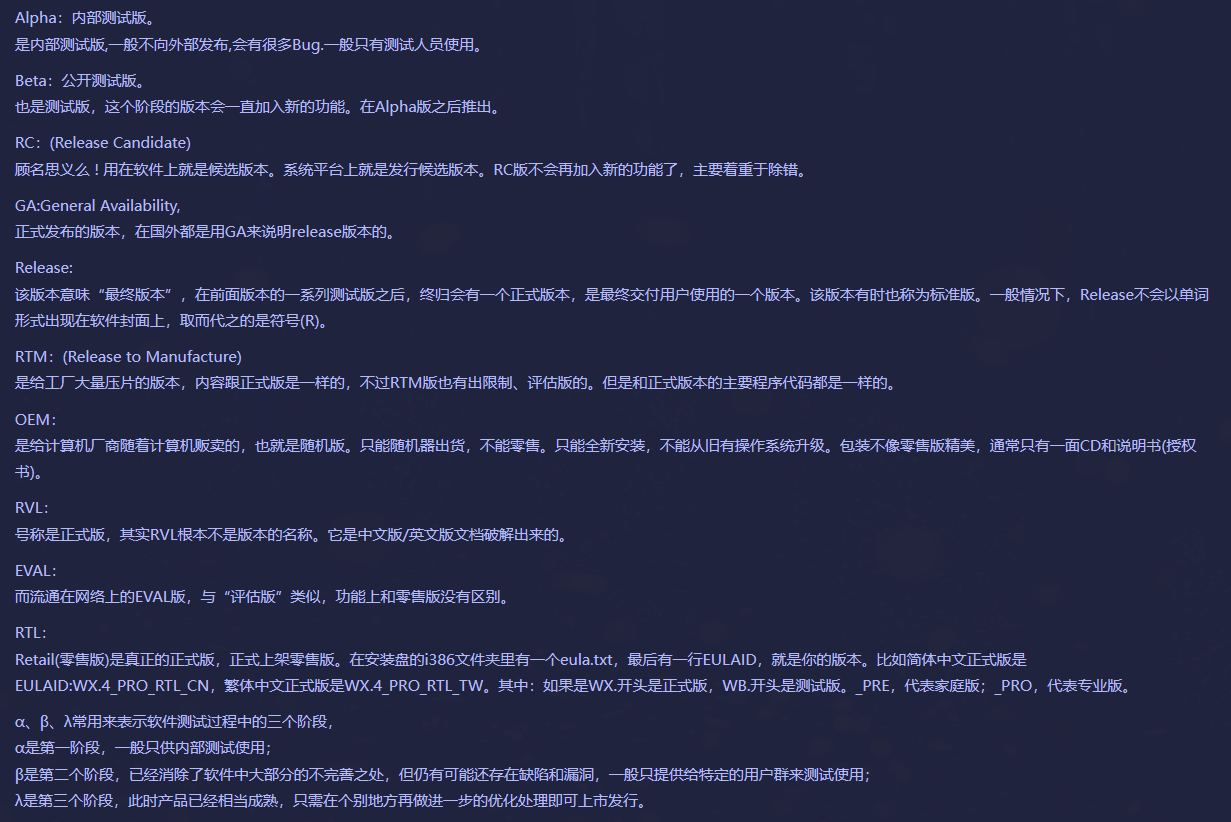 Alpha：内部测试版。
是内部测试版,一般不向外部发布,会有很多Bug.一般只有测试人员使用。
Beta：公开测试版。
也是测试版，这个阶段的版本会一直加入新的功能。在Alpha版之后推出。
RC：(Release Candidate)
顾名思义么 ! 用在软件上就是候选版本。系统平台上就是发行候选版本。RC版不会再加入新的功能了，主要着重于除错。
GA:General Availability,
正式发布的版本，在国外都是用GA来说明release版本的。
Release:
该版本意味“最终版本”，在前面版本的一系列测试版之后，终归会有一个正式版本，是最终交付用户使用的一个版本。该版本有时也称为标准版。一般情况下，Release不会以单词
形式出现在软件封面上，取而代之的是符号(R)。
RTM：(Release to Manufacture)
是给工厂大量压片的版本，内容跟正式版是一样的，不过RTM版也有出限制、评估版的。但是和正式版本的主要程序代码都是一样的。
OEM：
是给计算机厂商随着计算机贩卖的，也就是随机版。只能随机器出货，不能零售。只能全新安装，不能从旧有操作系统升级。包装不像零售版精美，通常只有一面CD和说明书(授权
书)。
RVL：
号称是正式版，其实RVL根本不是版本的名称。它是中文版/英文版文档破解出来的。
EVAL：
而流通在网络上的EVAL版，与“评估版”类似，功能上和零售版没有区别。
RTL：
Retail(零售版)是真正的正式版，正式上架零售版。在安装盘的i386文件夹里有一个eula.txt，最后有一行EULAID，就是你的版本。比如简体中文正式版是
EULAID:WX.4_PRO_RTL_CN，繁体中文正式版是WX.4_PRO_RTL_TW。其中：如果是WX.开头是正式版，WB.开头是测试版。_PRE，代表家庭版；_PRO，代表专业版。
α、β、λ常用来表示软件测试过程中的三个阶段，
α是第一阶段，一般只供内部测试使用；
β是第二个阶段，已经消除了软件中大部分的不完善之处，但仍有可能还存在缺陷和漏洞，一般只提供给特定的用户群来测试使用；
λ是第三个阶段，此时产品已经相当成熟，只需在个别地方再做进一步的优化处理即可上市发行。